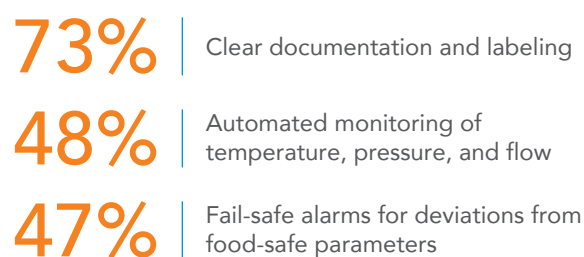 73%
Clear documentation and labeling
48%
Automated monitoring of
temperature, pressure, and flow
47%
Fail-safe alarms for deviations from
food-safe parameters